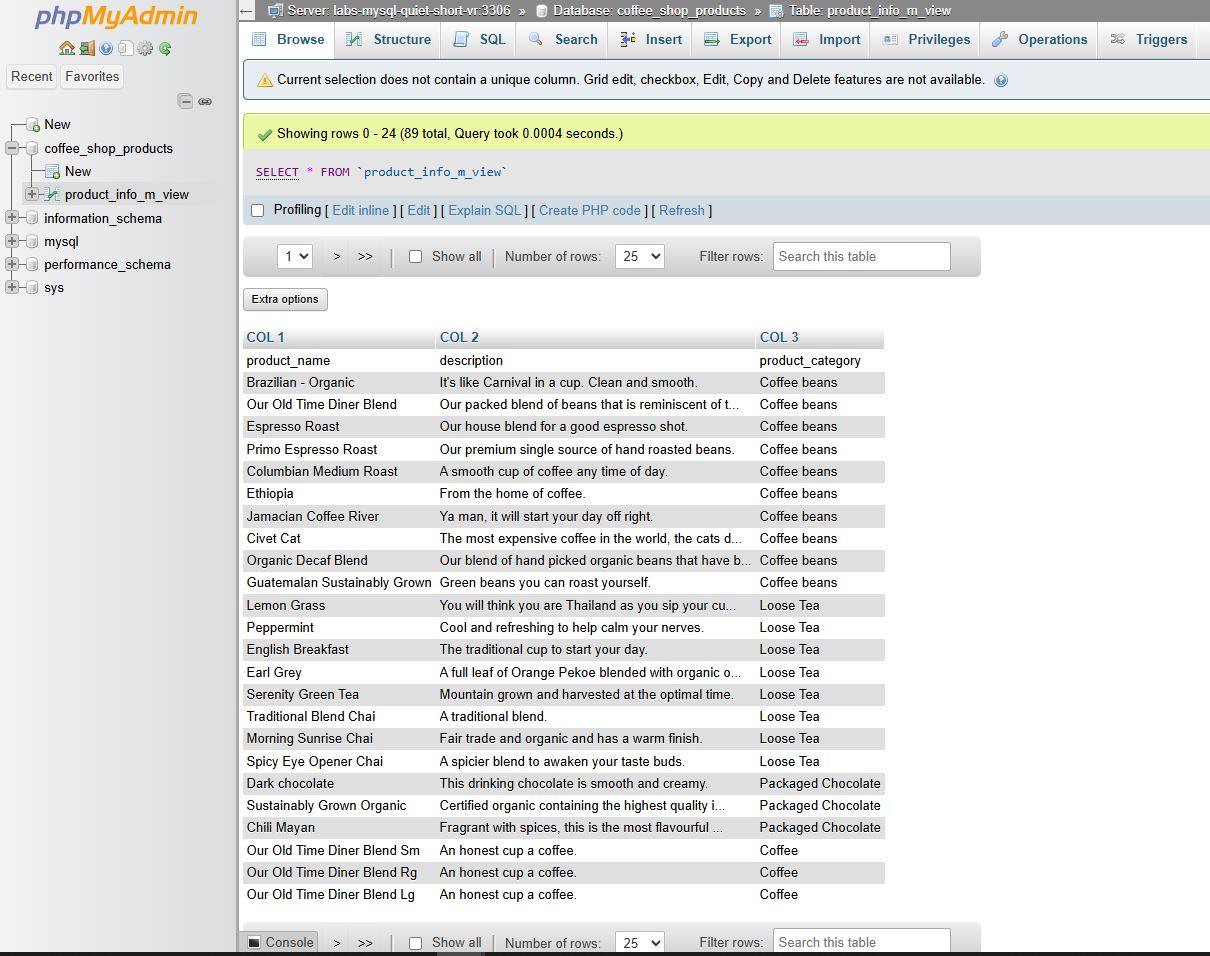 phpMyAdmin
Recent Favorites
New
coffee_shop_products
New
product_info_m_view
information_schema
mysql
performance_schema
sys
Server: labs-mysql-quiet-short-vr:3306 » Database: coffee_shop_products » Table: product_info_m_view
Browse Structure SQL Search Insert Export Import Privileges Operations Triggers
Current selection does not contain a unique column. Grid edit, checkbox, Edit, Copy and Delete features are not available.
Showing rows 0 - 24 (89 total, Query took 0.0004 seconds.)
SELECT * FROM `product_info_m_view`
Profiling [ Edit inline ] [ Edit ] [ Explain SQL ] [ Create PHP code ] [ Refresh ]
1 > >> Show all Number of rows: 25 Filter rows: Search this table
Extra options
COL 1 COL 2 COL 3
product_name description product_category
Brazilian - Organic It's like Carnival in a cup. Clean and smooth. Coffee beans
Our Old Time Diner Blend Our packed blend of beans that is reminiscent of t... Coffee beans
Espresso Roast Our house blend for a good espresso shot. Coffee beans
Primo Espresso Roast Our premium single source of hand roasted beans. Coffee beans
Columbian Medium Roast A smooth cup of coffee any time of day. Coffee beans
Ethiopia From the home of coffee. Coffee beans
Jamacian Coffee River Ya man, it will start your day off right. Coffee beans
Civet Cat The most expensive coffee in the world, the cats d... Coffee beans
Organic Decaf Blend Our blend of hand picked organic beans that have b... Coffee beans
Guatemalan Sustainably Grown Green beans you can roast yourself. Coffee beans
Lemon Grass You will think you are Thailand as you sip your cu... Loose Tea
Peppermint Cool and refreshing to help calm your nerves. Loose Tea
English Breakfast The traditional cup to start your day. Loose Tea
Earl Grey A full leaf of Orange Pekoe blended with organic o... Loose Tea
Serenity Green Tea Mountain grown and harvested at the optimal time. Loose Tea
Traditional Blend Chai A traditional blend. Loose Tea
Morning Sunrise Chai Fair trade and organic and has a warm finish. Loose Tea
Spicy Eye Opener Chai A spicier blend to awaken your taste buds. Loose Tea
Dark chocolate This drinking chocolate is smooth and creamy. Packaged Chocolate
Sustainably Grown Organic Certified organic containing the highest quality i... Packaged Chocolate
Chili Mayan Fragrant with spices, this is the most flavourful ... Packaged Chocolate
Our Old Time Diner Blend Sm An honest cup a coffee. Coffee
Our Old Time Diner Blend Rg An honest cup a coffee. Coffee
Our Old Time Diner Blend Lg An honest cup a coffee. Coffee
Console > >> Show all Number of rows: 25 Filter rows: Search this table